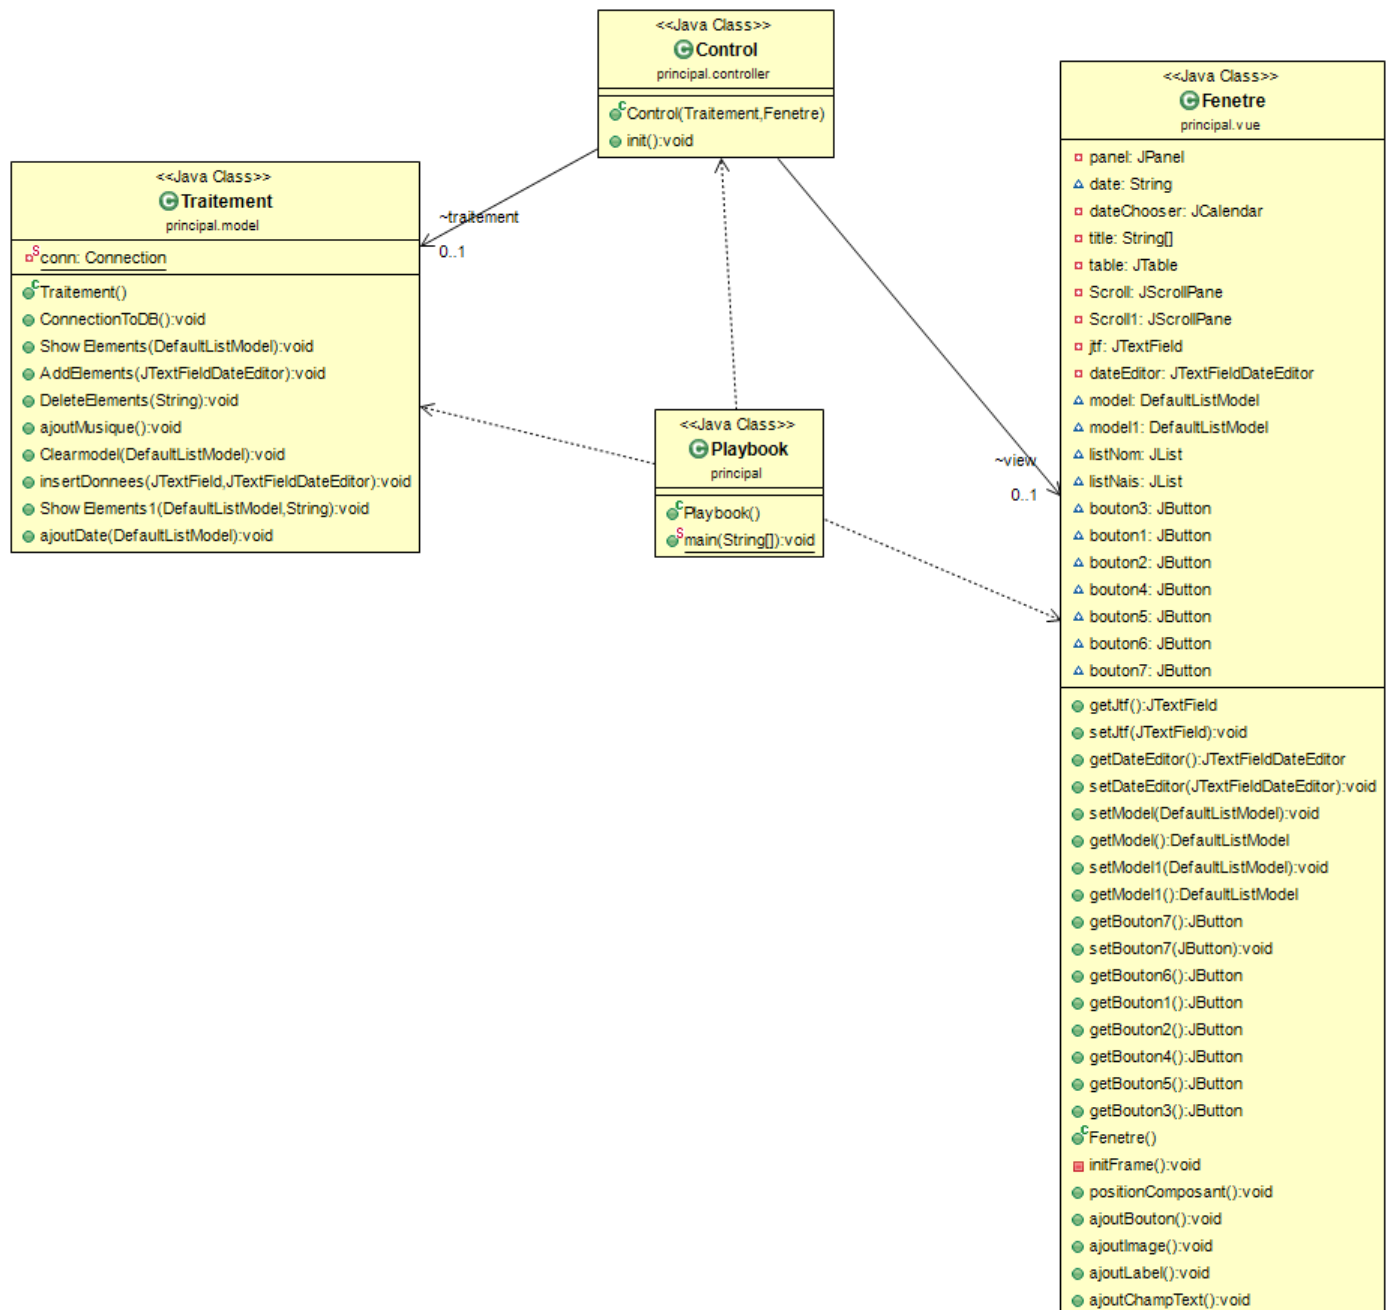 <<Java Class>>
Control
principal.controller
Control(Traitement,Fenetre)
init():void
<<Java Class>>
Traitement
principal.model
conn: Connection
Traitement()
ConnectionToDB():void
ShowElements(DefaultListModel):void
AddElements(JTextFieldDateEditor):void
DeleteElements(String):void
ajoutMusique():void
Clearmodel(DefaultListModel):void
insertDonnees(JTextField,JTextFieldDateEditor):void
ShowElements1(DefaultListModel,String):void
ajoutDate(DefaultListModel):void
~traitement
0..1
<<Java Class>>
Playbook
principal
Playbook()
main(String[]):void
~view
0..1
<<Java Class>>
Fenetre
principal.vue
panel: JPanel
date: String
dateChooser: JCalendar
title: String[]
table: JTable
Scroll: JScrollPane
Scroll1: JScrollPane
jtf: JTextField
dateEditor: JTextFieldDateEditor
model: DefaultListModel
model1: DefaultListModel
listNom: JList
listNais: JList
bouton3: JButton
bouton1: JButton
bouton2: JButton
bouton4: JButton
bouton5: JButton
bouton6: JButton
bouton7: JButton
getJtf():JTextField
setJtf(JTextField):void
getDateEditor():JTextFieldDateEditor
setDateEditor(JTextFieldDateEditor):void
setModel(DefaultListModel):void
getModel():DefaultListModel
setModel1(DefaultListModel):void
getModel1():DefaultListModel
getBouton7():JButton
setBouton7(JButton):void
getBouton6():JButton
getBouton1():JButton
getBouton2():JButton
getBouton4():JButton
getBouton5():JButton
getBouton3():JButton
Fenetre()
initFrame():void
positionComposant():void
ajoutBouton():void
ajoutImage():void
ajoutLabel():void
ajoutChampText():void